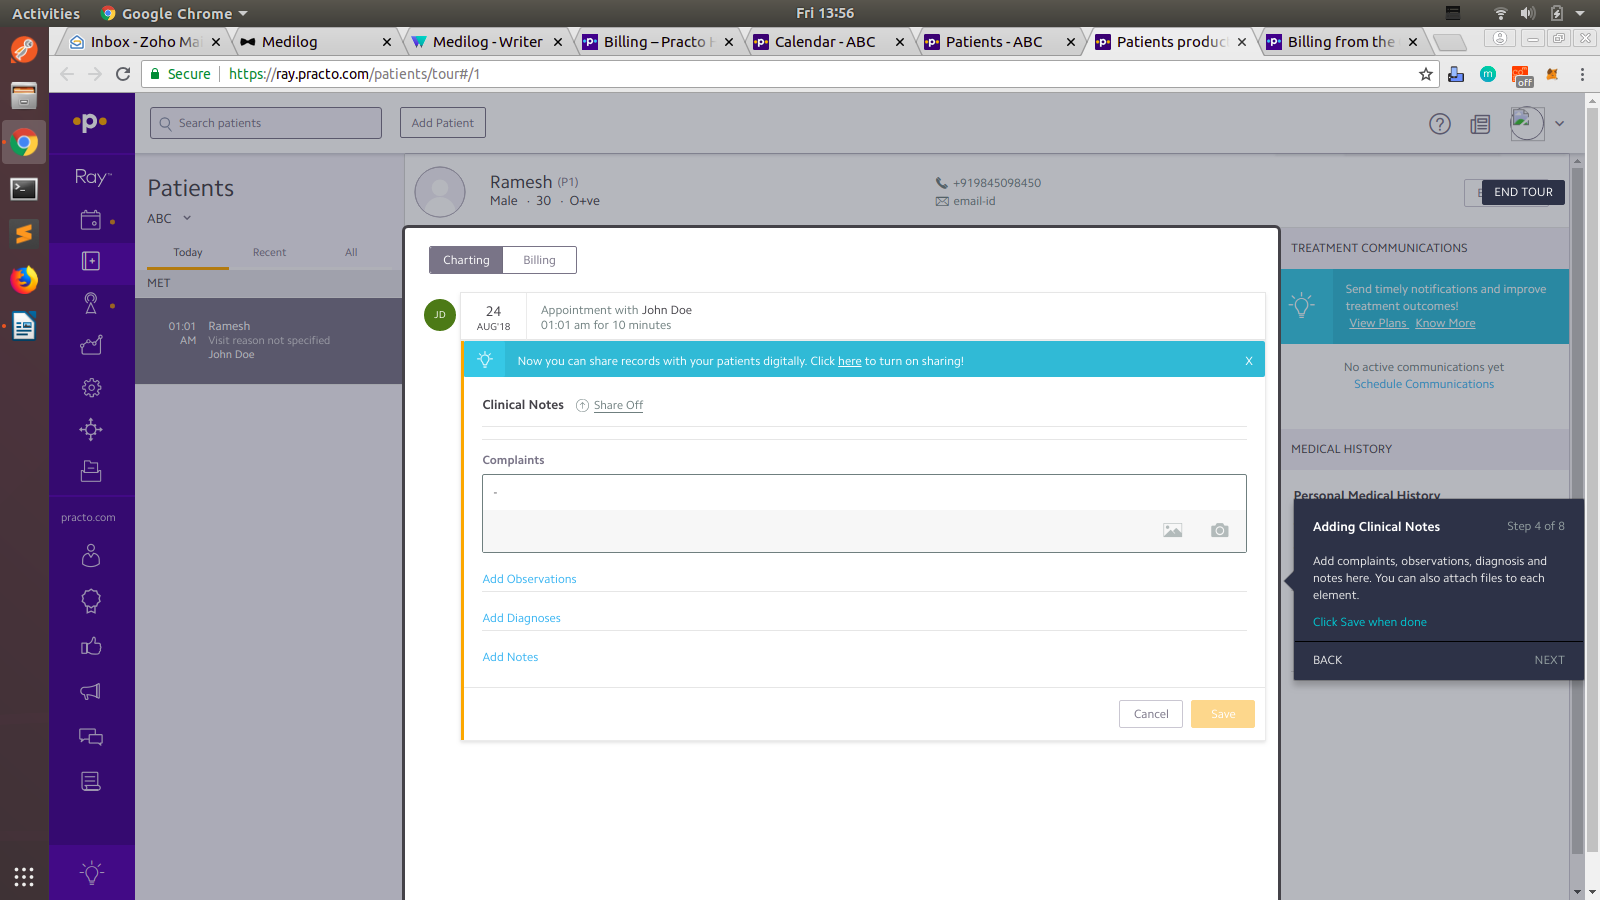 Activities
Google Chrome
Fri 13:56
Inbox - Zoho Ma
Medilog
Medilog - Writer
Billing – Practo H
Calendar - ABC
Patients - ABC
Patients produc
Billing from the
Secure
https://ray.practo.com/patients/tour#/1
m
off
•p•
Search patients
Add Patient
?
Ray™
Patients
ABC
Today
Recent
All
MET
01:01
AM
Ramesh
Visit reason not specified
John Doe
practo.com
Ramesh (P1)
Male · 30 · O+ve
+919845098450
email-id
END TOUR
Charting
Billing
JD
24
AUG'18
Appointment with John Doe
01:01 am for 10 minutes
Now you can share records with your patients digitally. Click here to turn on sharing!
X
Clinical Notes
Share Off
Complaints
-
Add Observations
Add Diagnoses
Add Notes
Cancel
Save
TREATMENT COMMUNICATIONS
Send timely notifications and improve
treatment outcomes!
View Plans Know More
No active communications yet
Schedule Communications
MEDICAL HISTORY
Personal Medical History
Adding Clinical Notes
Step 4 of 8
Add complaints, observations, diagnosis and
notes here. You can also attach files to each
element.
Click Save when done
BACK
NEXT